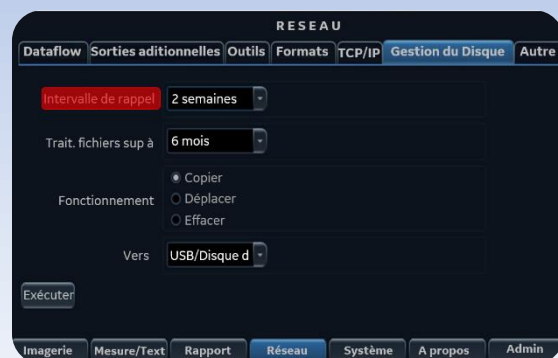 RESEAU
Dataflow Sorties aditionnelles Outils Formats TCP/IP Gestion du Disque Autre
Intervalle de rappel 2 semaines
Trait. fichiers sup à 6 mois
Copier
Fonctionnement Déplacer
Effacer
Vers USB/Disque d
Exécuter
Imagerie Mesure/Text Rapport Réseau Système A propos Admin